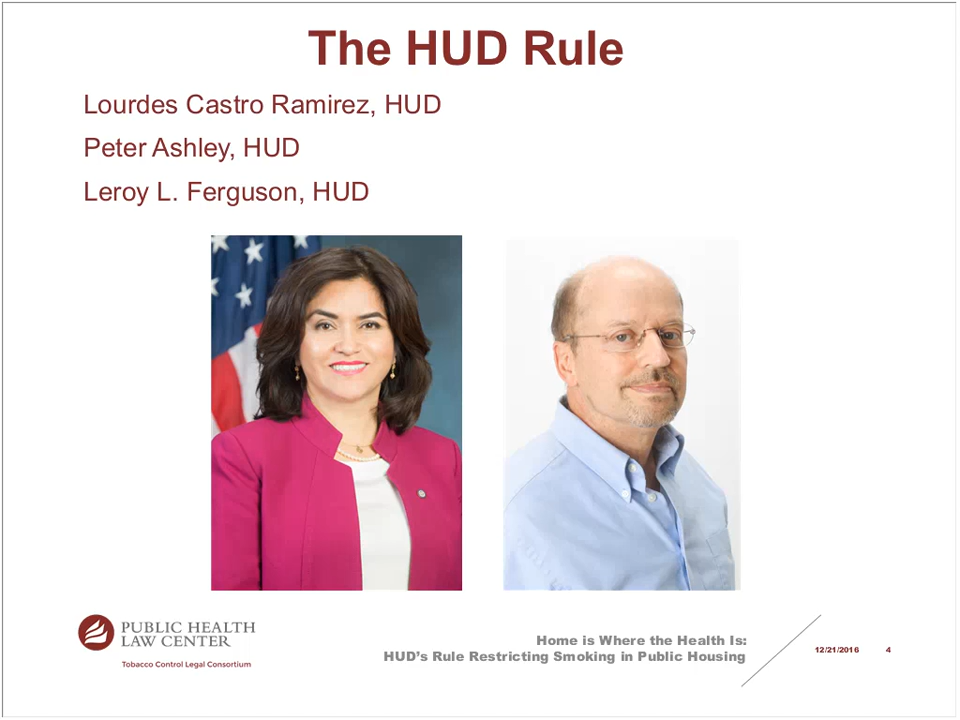 The HUD Rule
Lourdes Castro Ramirez, HUD
Peter Ashley, HUD
Leroy L. Ferguson, HUD
PUBLIC HEALTH
LAW CENTER
Tobacco Control Legal Consortium
Home is Where the Health Is:
HUD's Rule Restricting Smoking in Public Housing
12/21/2016
4